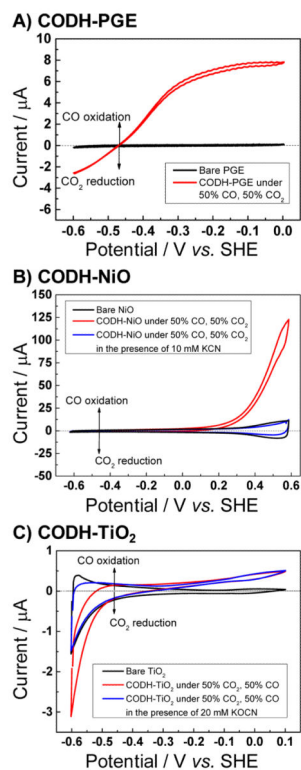 A) CODH-PGE
Current / μA
8
6
4
2
0
-2
-4
-6
CO oxidation
CO₂ reduction
Bare PGE
CODH-PGE under
50% CO, 50% CO₂
-0.6 -0.5 -0.4 -0.3 -0.2 -0.1 0.0
Potential / V vs. SHE
B) CODH-NiO
Current / μA
125
100
75
50
25
0
-25
-50
Bare NiO
CODH-NiO under 50% CO, 50% CO₂
CODH-NiO under 50% CO, 50% CO₂
in the presence of 10 mM KCN
CO oxidation
CO₂ reduction
-0.6 -0.4 -0.2 0.0 0.2 0.4 0.6
Potential / V vs. SHE
C) CODH-TiO₂
Current / μA
1
0
-1
-2
-3
CO oxidation
CO₂ reduction
Bare TiO₂
CODH-TiO₂ under 50% CO₂, 50% CO
CODH-TiO₂ under 50% CO₂, 50% CO
in the presence of 20 mM KOCN
-0.6 -0.5 -0.4 -0.3 -0.2 -0.1 0.0 0.1 0.2
Potential / V vs. SHE